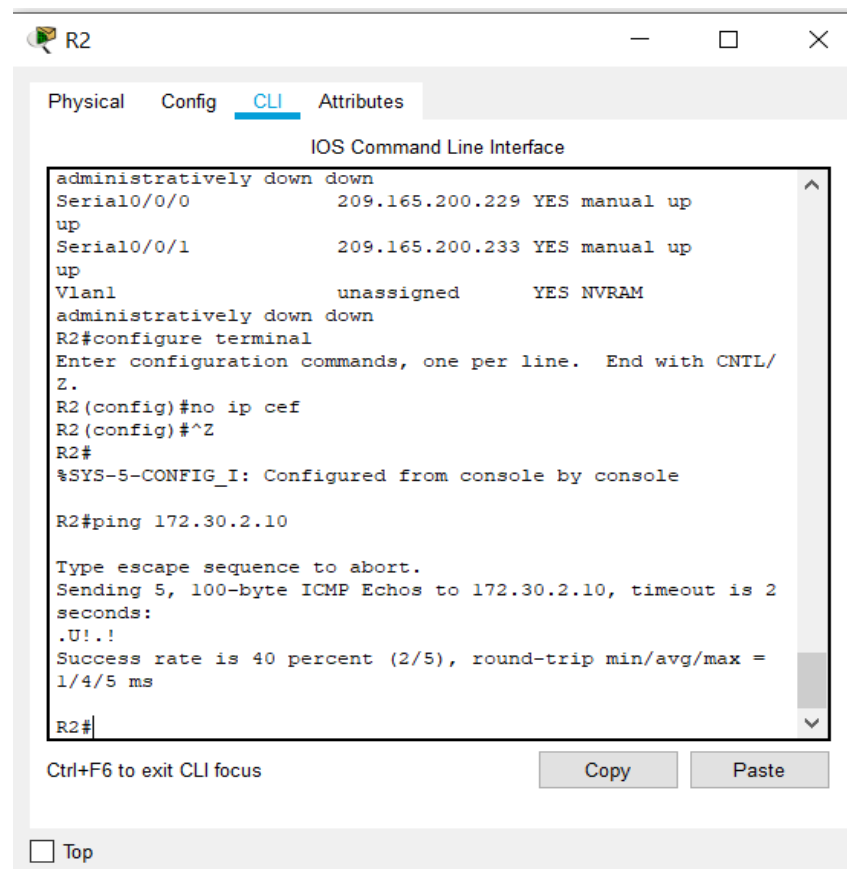 R2
Physical Config CLI Attributes
IOS Command Line Interface
administratively down down
Serial0/0/0 209.165.200.229 YES manual up
up
Serial0/0/1 209.165.200.233 YES manual up
up
Vlan1 unassigned YES NVRAM
administratively down down
R2#configure terminal
Enter configuration commands, one per line. End with CNTL/
Z.
R2(config)#no ip cef
R2(config)#^Z
R2#
%SYS-5-CONFIG_I: Configured from console by console
R2#ping 172.30.2.10
Type escape sequence to abort.
Sending 5, 100-byte ICMP Echos to 172.30.2.10, timeout is 2
seconds:
.U!.!
Success rate is 40 percent (2/5), round-trip min/avg/max =
1/4/5 ms
R2#
Ctrl+F6 to exit CLI focus
Copy Paste
Top